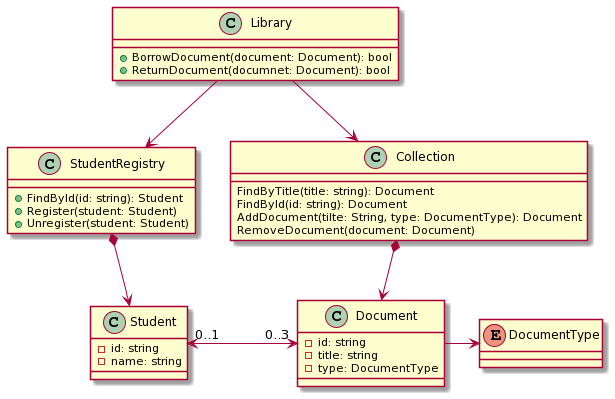 C Library
BorrowDocument(document: Document): bool
ReturnDocument(documnet: Document): bool
C StudentRegistry
FindById(id: string): Student
Register(student: Student)
Unregister(student: Student)
C Collection
FindByTitle(title: string): Document
FindById(id: string): Document
AddDocument(tilte: String, type: DocumentType): Document
RemoveDocument(document: Document)
C Student
id: string
name: string
0..1
0..3
C Document
id: string
title: string
type: DocumentType
E DocumentType